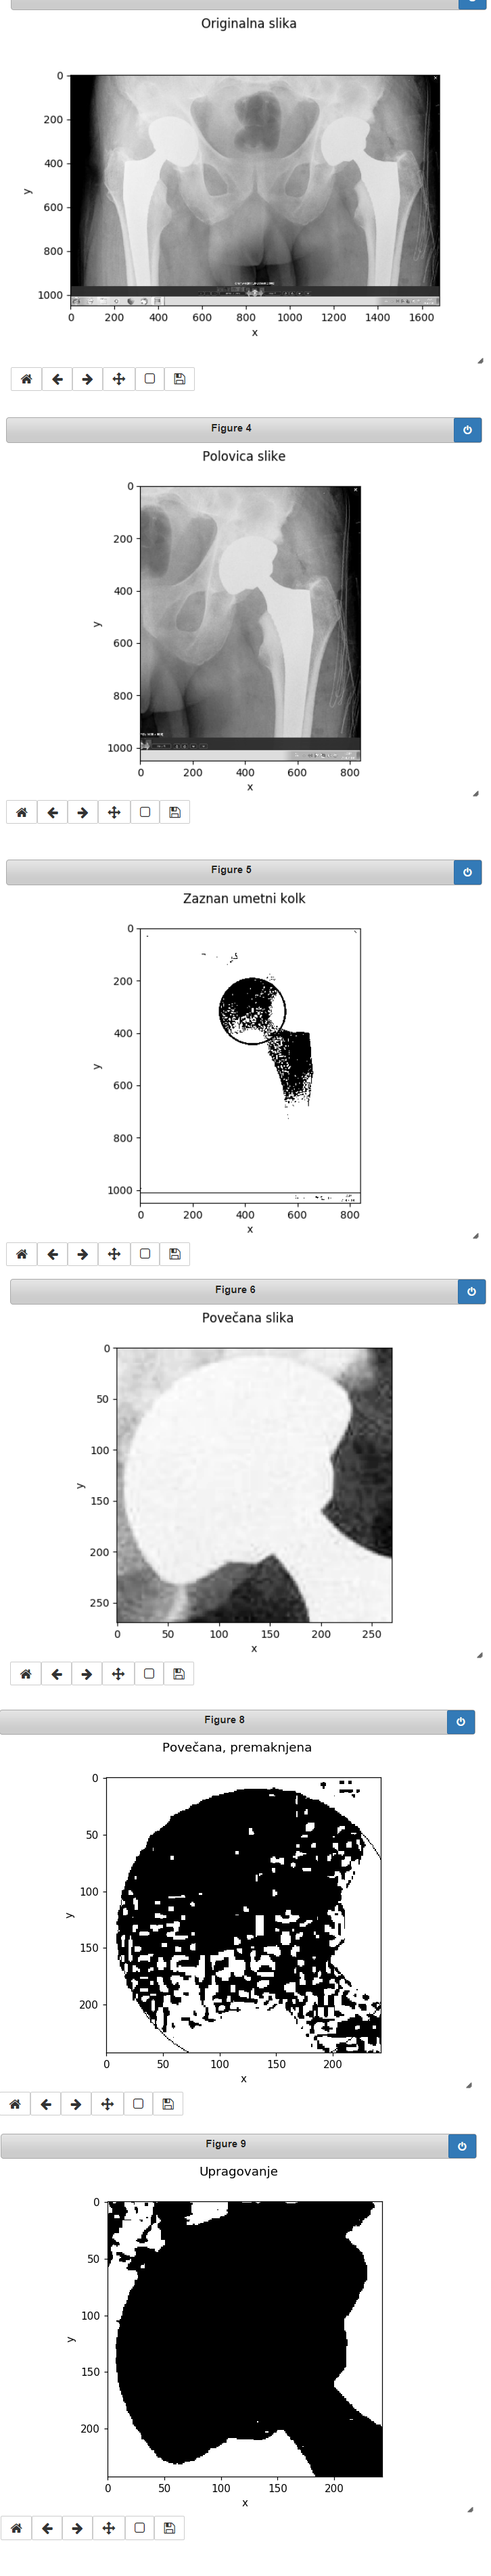 Originalna slika
0
200
400
600
800
1000
y
0 200 400 600 800 1000 1200 1400 1600
x
Figure 4
Polovica slike
0
200
400
600
800
1000
y
0 200 400 600 800
x
Figure 5
Zaznan umetni kolk
0
200
400
600
800
1000
y
0 200 400 600 800
x
Figure 6
Povečana slika
0
50
100
150
200
250
y
0 50 100 150 200 250
x
Figure 8
Povečana, premaknjena
0
50
100
150
200
y
0 50 100 150 200
x
Figure 9
Upragovanje
0
50
100
150
200
y
0 50 100 150 200
x